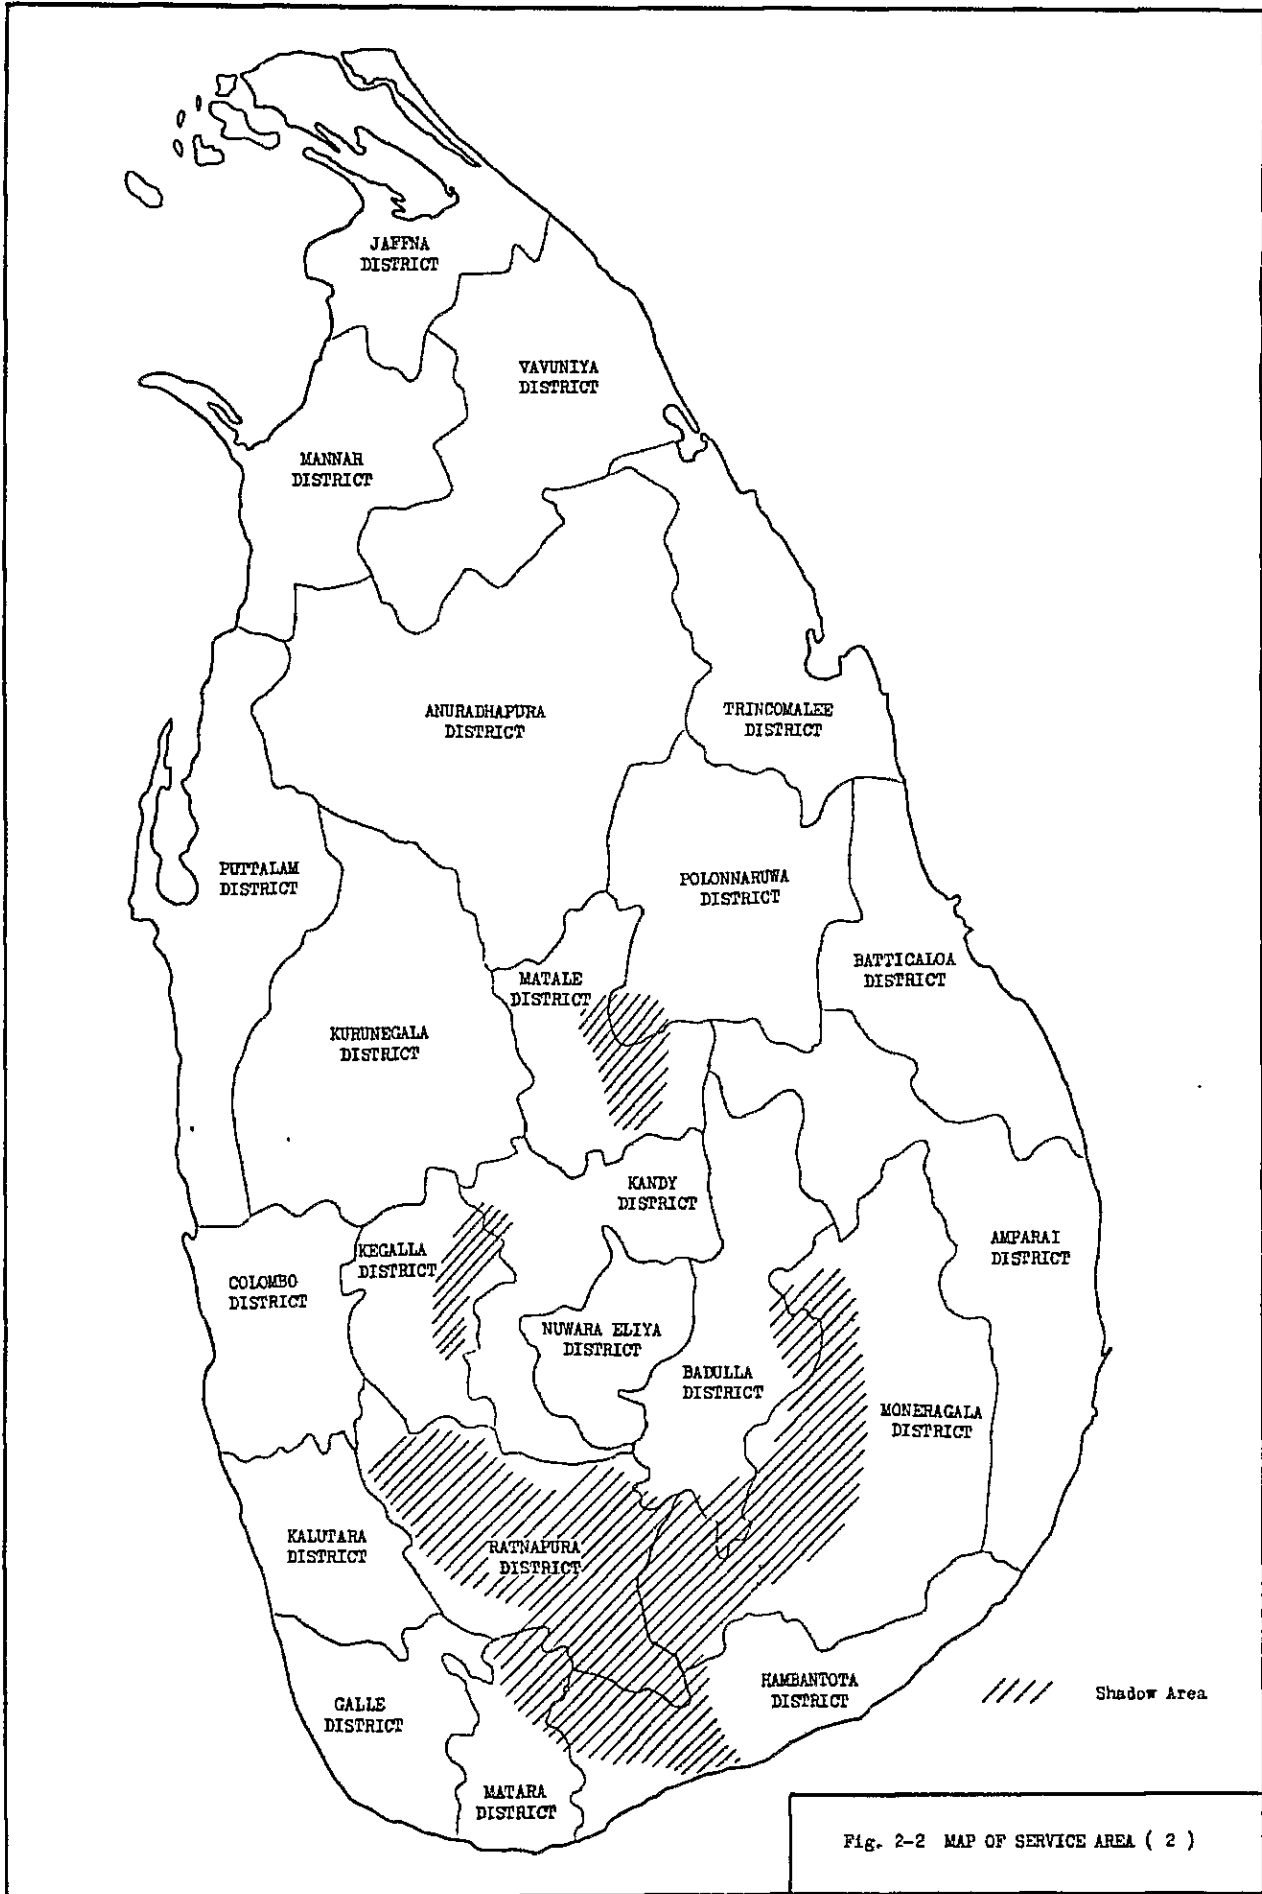 JAFFNA
DISTRICT
VAVUNIYA
DISTRICT
MANNAR
DISTRICT
ANURADHAPURA
DISTRICT
TRINCOMALEE
DISTRICT
PUTTALAM
DISTRICT
POLONNARUWA
DISTRICT
BATTICALOA
DISTRICT
MATALE
DISTRICT
KURUNEGALA
DISTRICT
KANDY
DISTRICT
AMPARAI
DISTRICT
KEGALLA
DISTRICT
COLOMBO
DISTRICT
NUWARA ELIYA
DISTRICT
BADULLA
DISTRICT
MONERAGALA
DISTRICT
KALUTARA
DISTRICT
RATNAPURA
DISTRICT
HAMBANTOTA
DISTRICT
Shadow Area
GALLE
DISTRICT
MATARA
DISTRICT
Fig. 2-2 MAP OF SERVICE AREA ( 2 )